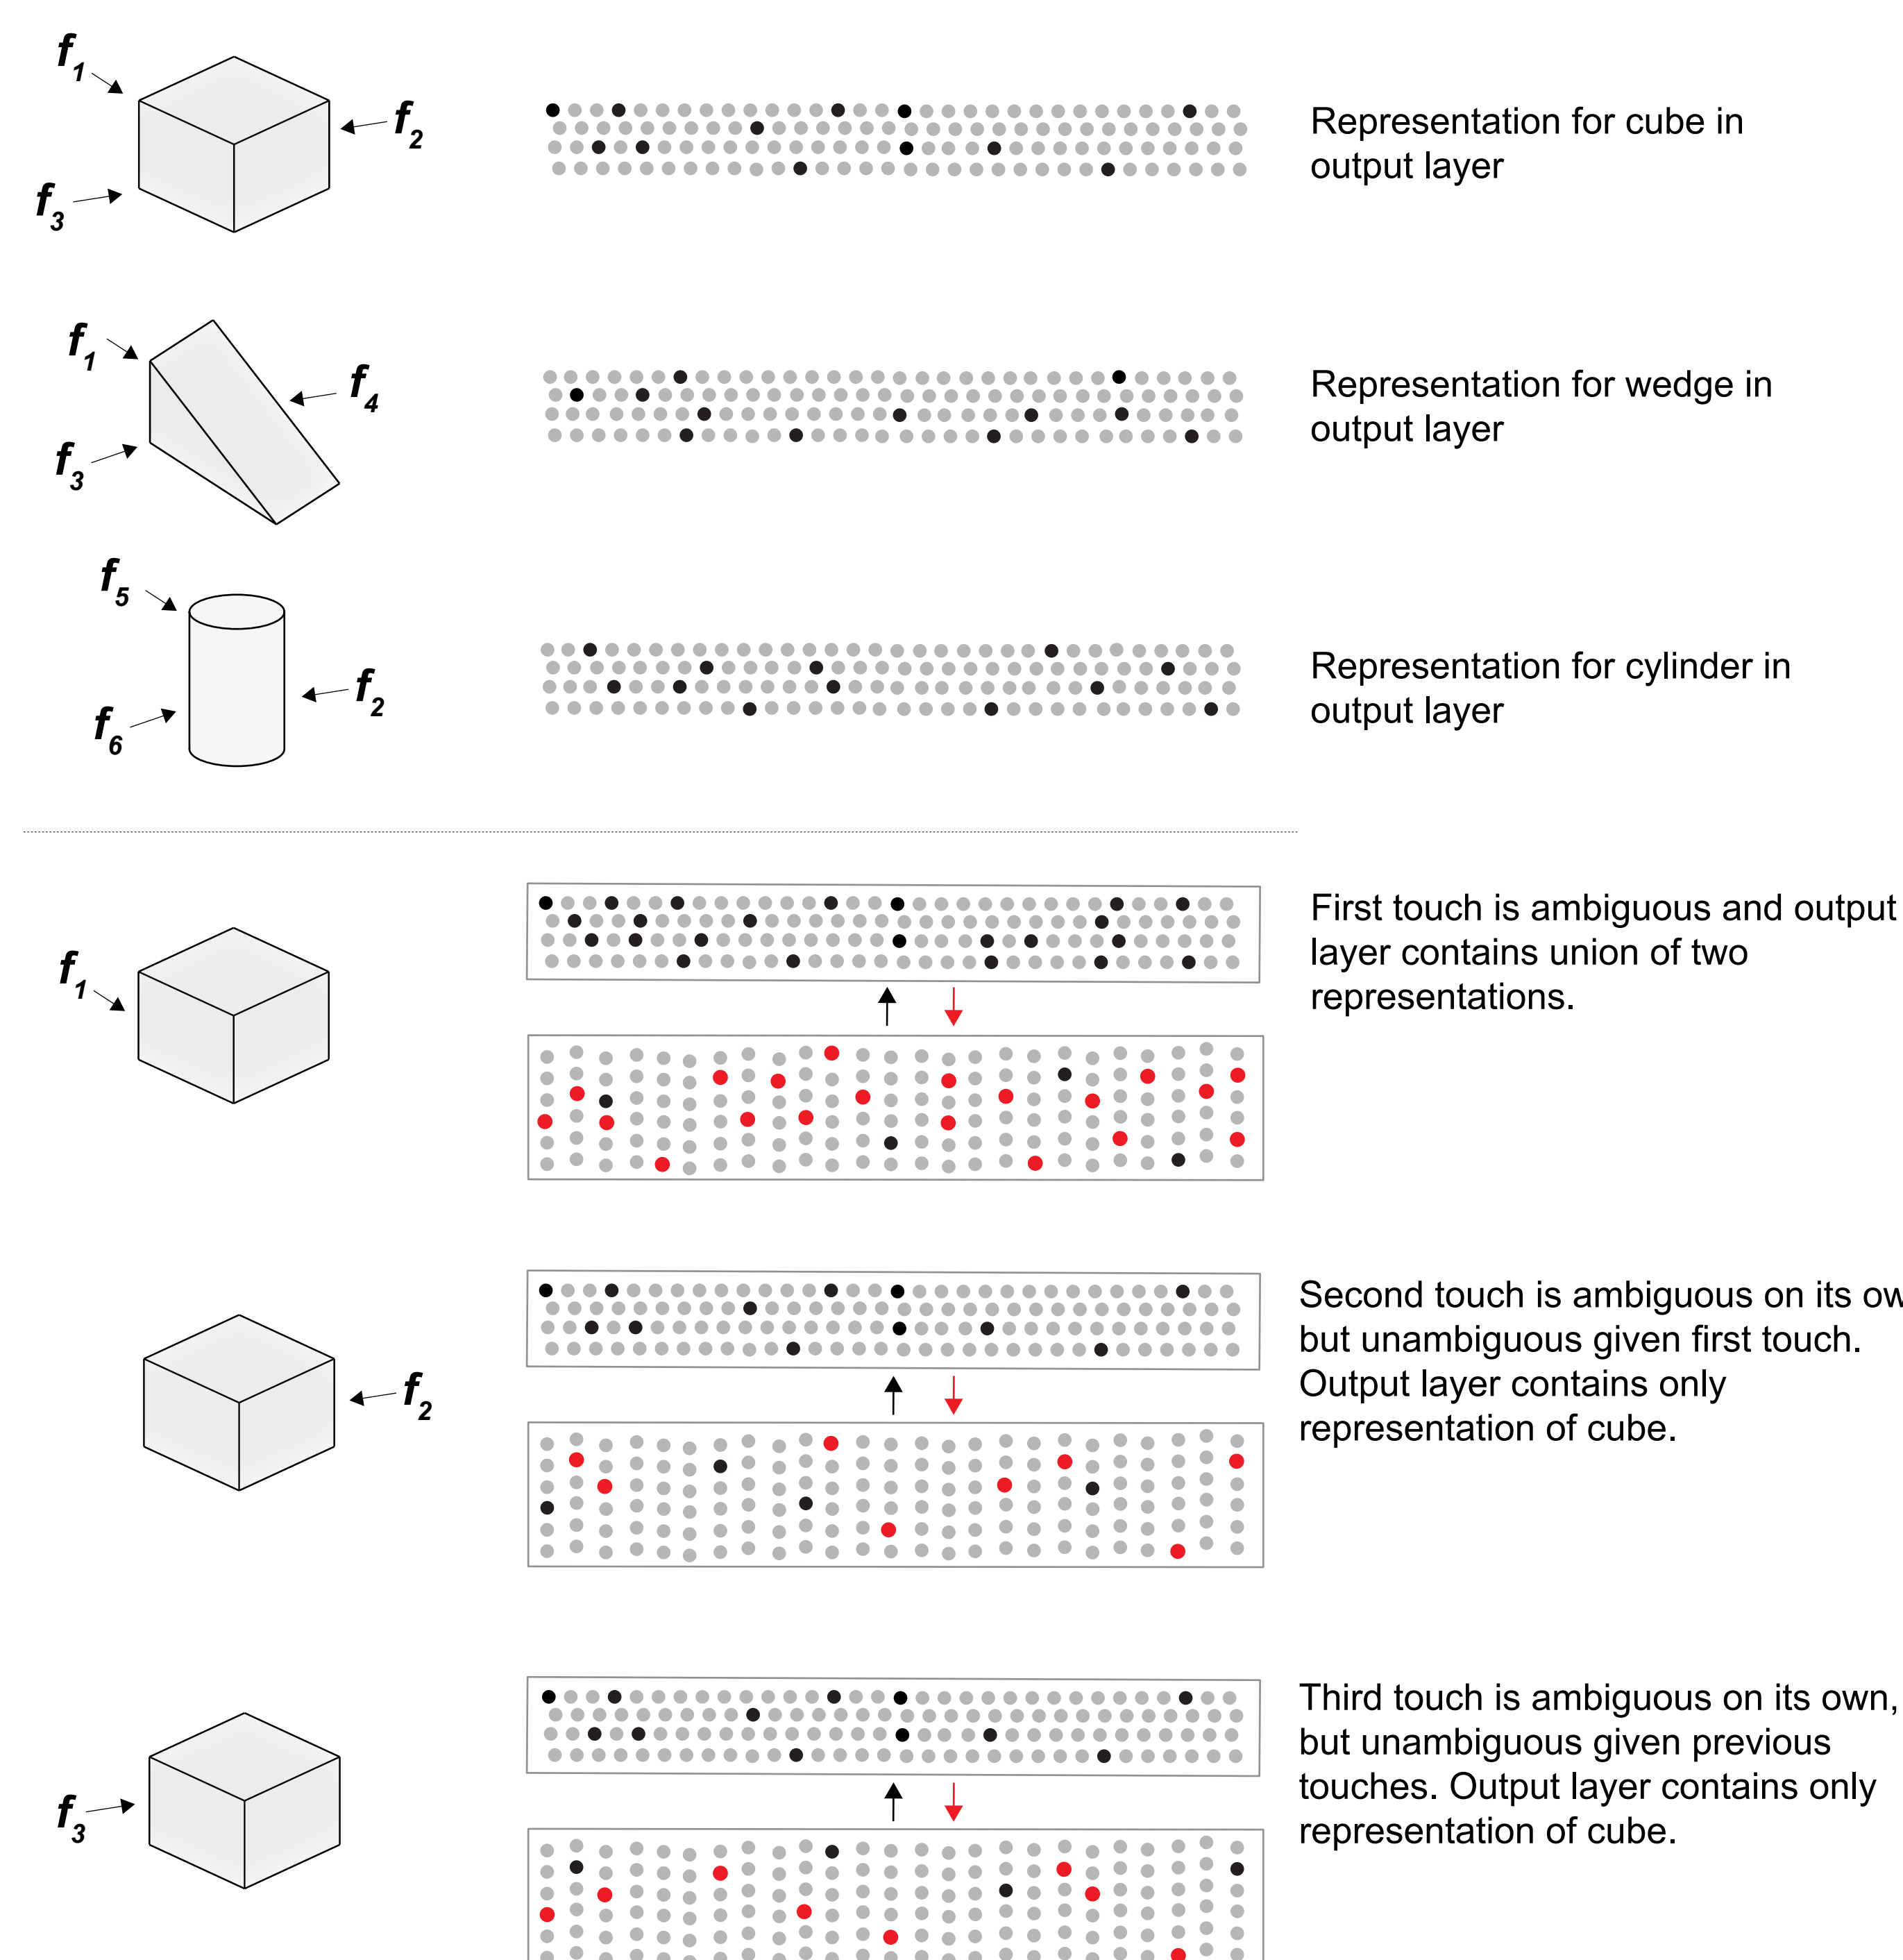 f1
f2
f3
Representation for cube in
output layer
f1
f4
f3
Representation for wedge in
output layer
f5
f2
f6
Representation for cylinder in
output layer
f1
First touch is ambiguous and output
layer contains union of two
representations.
f2
Second touch is ambiguous on its ow
but unambiguous given first touch.
Output layer contains only
representation of cube.
f3
Third touch is ambiguous on its own,
but unambiguous given previous
touches. Output layer contains only
representation of cube.